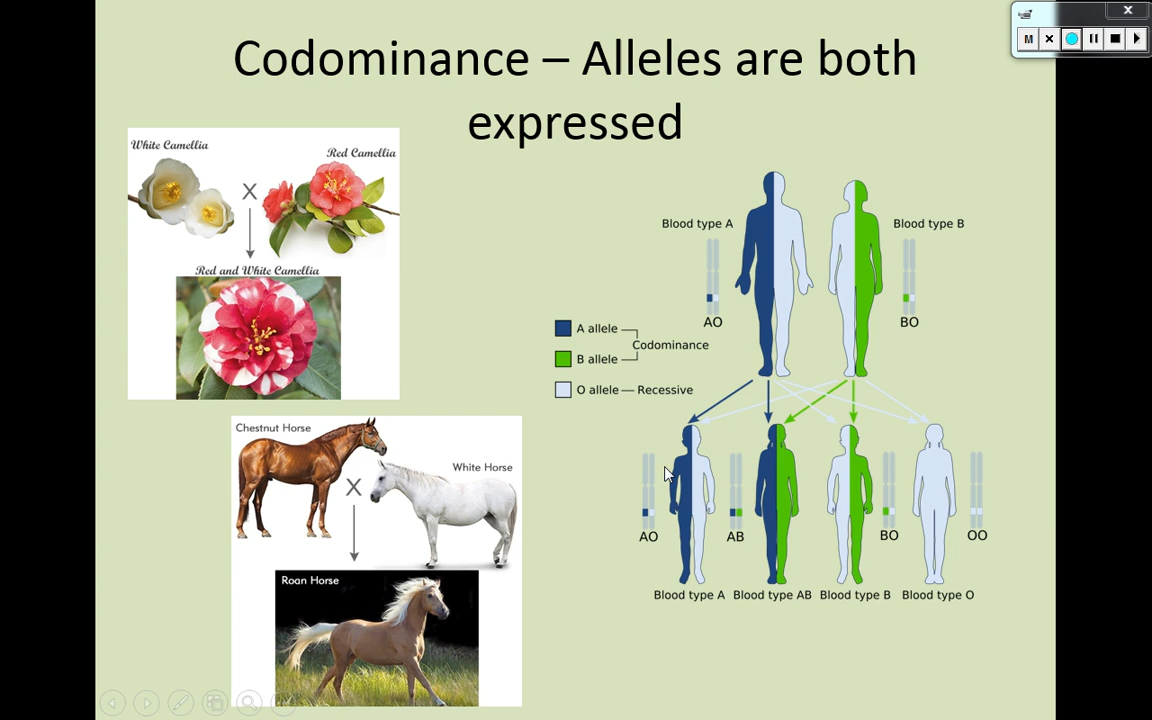 Codominance – Alleles are both
expressed
White Camellia
Red Camellia
X
Red and White Camellia
Chestnut Horse
White Horse
X
Roan Horse
Blood type A
Blood type B
AO
BO
A allele
Codominance
B allele
O allele — Recessive
AO
AB
BO
OO
Blood type A
Blood type AB
Blood type B
Blood type O
M